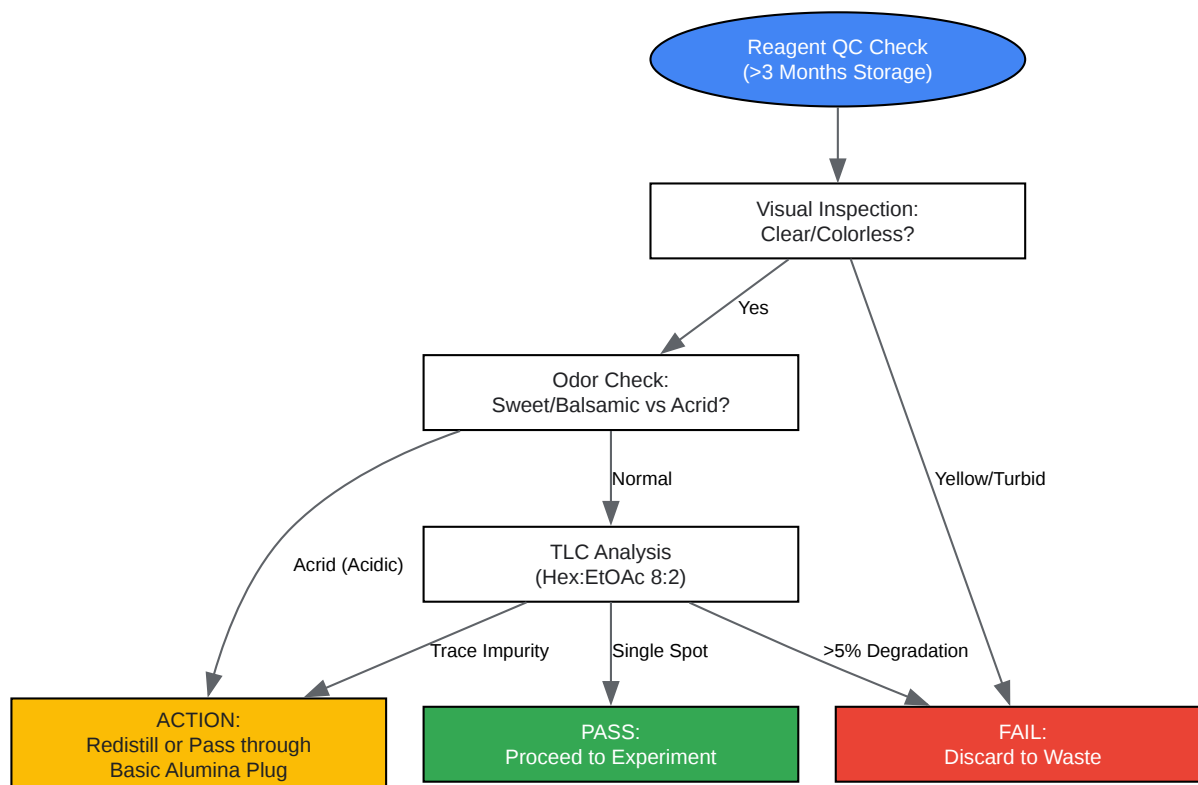 Reagent QC Check
(>3 Months Storage)
Visual Inspection:
Clear/Colorless?
Yes
Odor Check:
Sweet/Balsamic vs Acrid?
Normal
Yellow/Turbid
TLC Analysis
(Hex:EtOAc 8:2)
Acrid (Acidic)
Trace Impurity
Single Spot
>5% Degradation
ACTION:
Redistill or Pass through
Basic Alumina Plug
PASS:
Proceed to Experiment
FAIL:
Discard to Waste